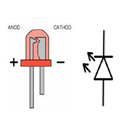 ANOD CATHOD
+ −